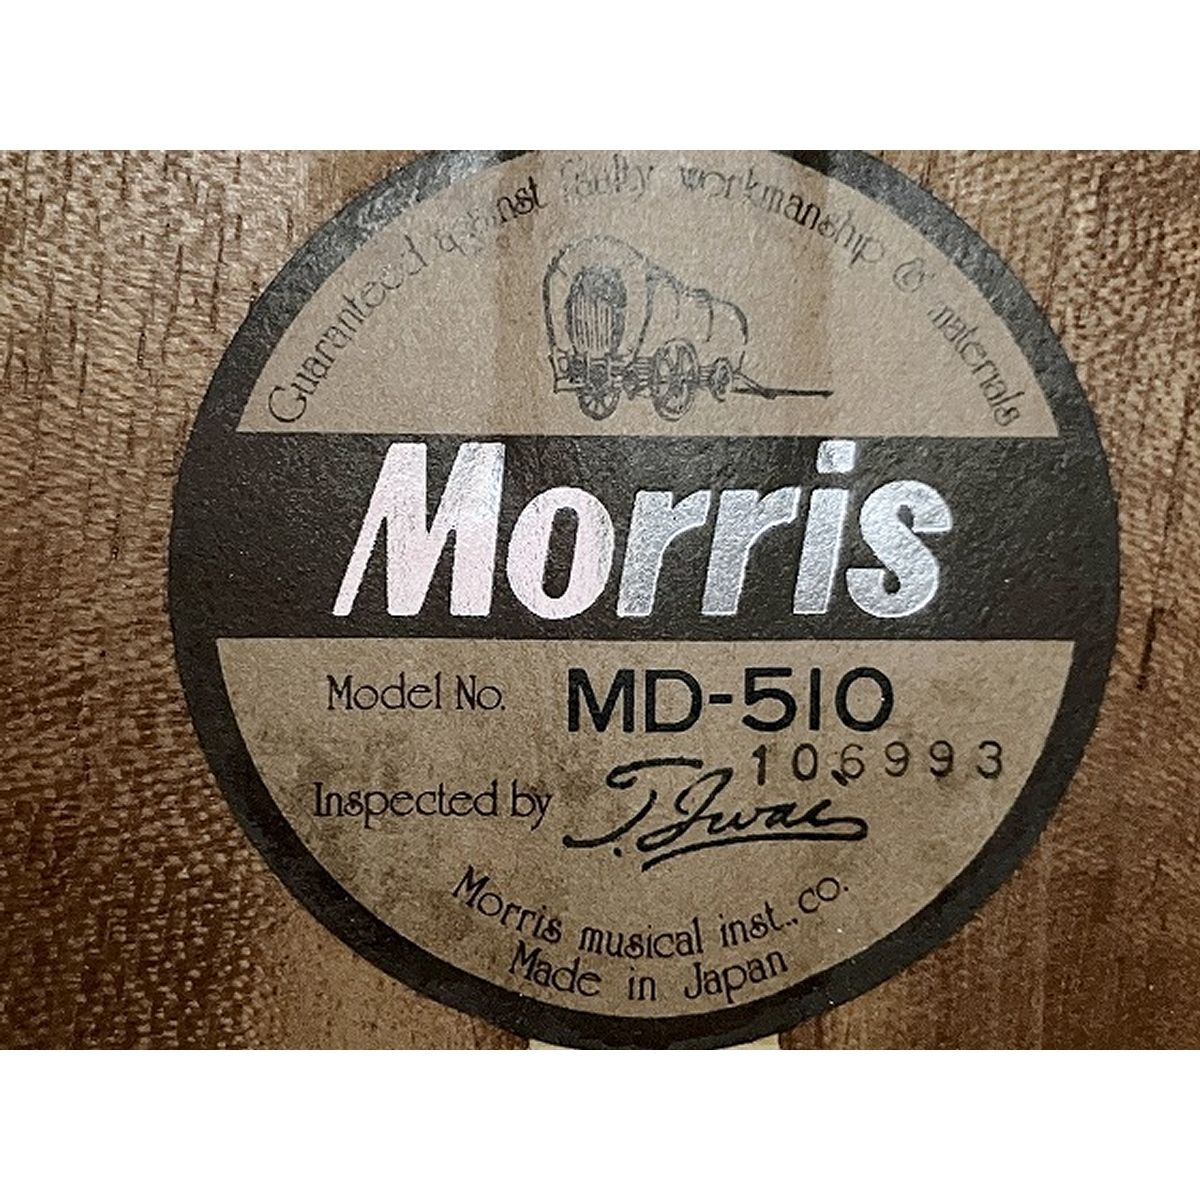 Guaranteed against faulty workmanship & materials
Morris
Model No. MD-510
106993
Inspected by T. Iwai
Morris musical inst., co.
Made in Japan